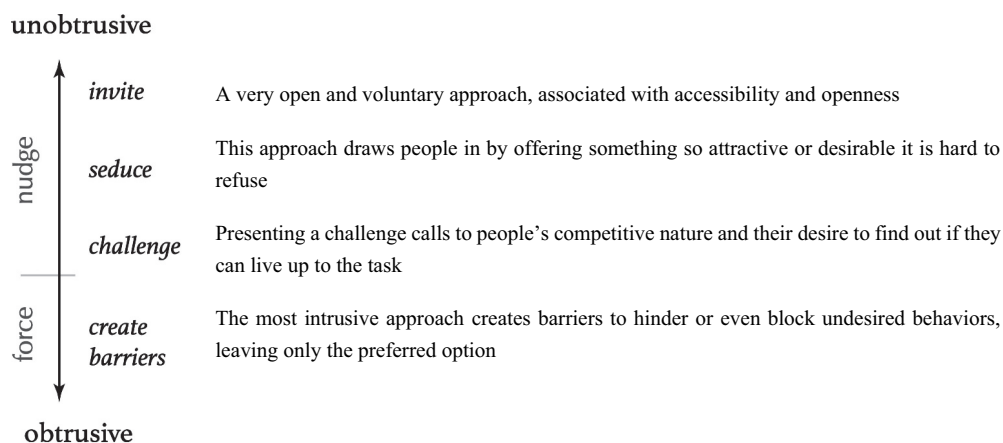 unobtrusive
nudge
invite
A very open and voluntary approach, associated with accessibility and openness
seduce
This approach draws people in by offering something so attractive or desirable it is hard to
refuse
challenge
Presenting a challenge calls to people’s competitive nature and their desire to find out if they
can live up to the task
force
create
barriers
The most intrusive approach creates barriers to hinder or even block undesired behaviors,
leaving only the preferred option
obtrusive